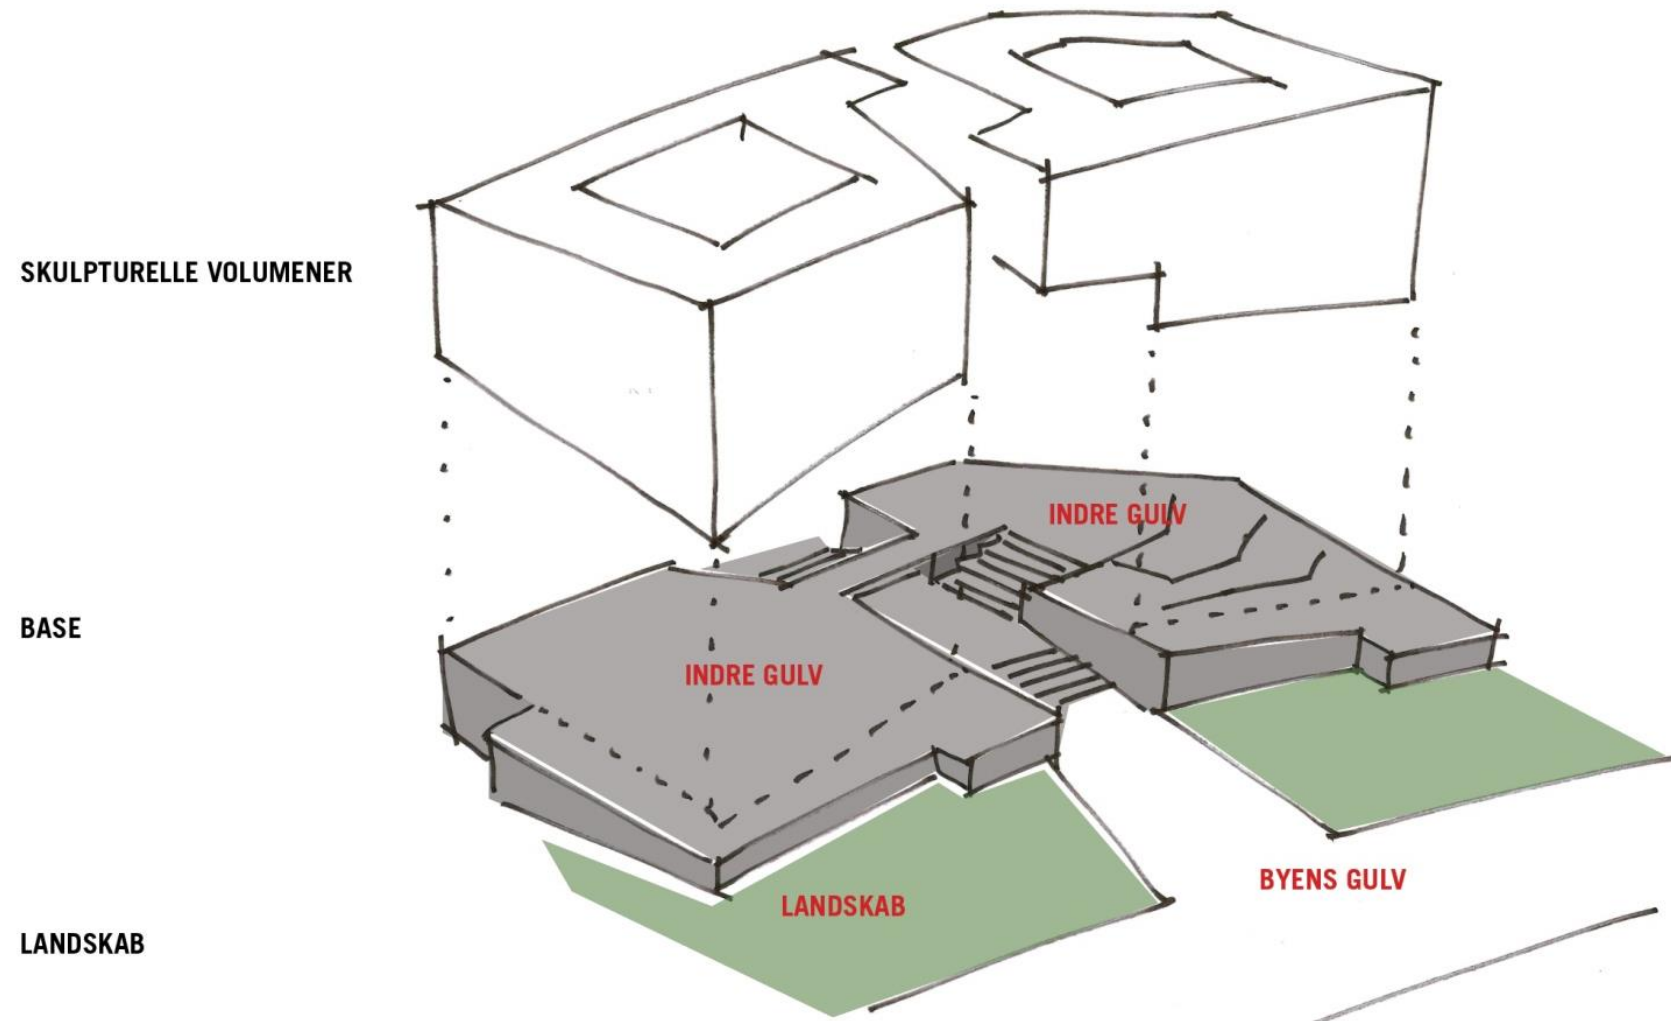 SKULPTURELLE VOLUMENER
INDRE GULV
BASE
INDRE GULV
BYENS GULV
LANDSKAB
LANDSKAB